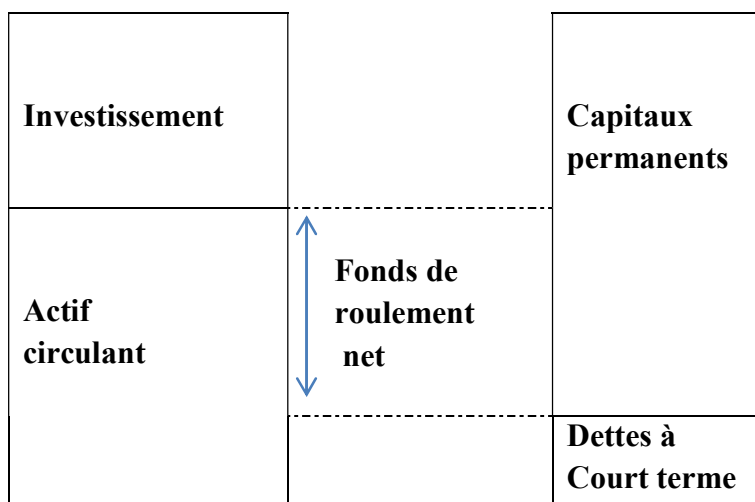 Investissement
Capitaux
permanents
Fonds de
roulement
net
Actif
circulant
Dettes à
Court terme